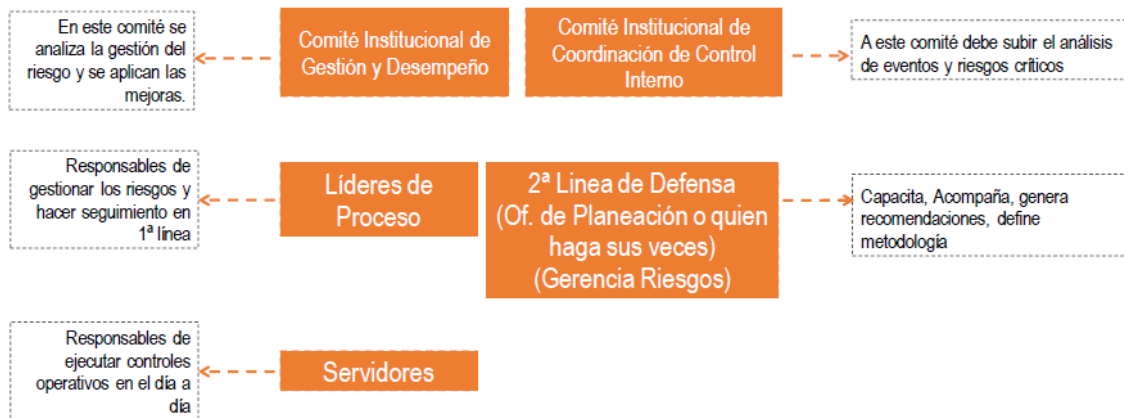 En este comité se
analiza la gestión del
riesgo y se aplican las
mejoras.
Comité Institucional de
Gestión y Desempeño
Comité Institucional de
Coordinación de Control
Interno
A este comité debe subir el análisis
de eventos y riesgos críticos
Responsables de
gestionar los riesgos y
hacer seguimiento en
1ª línea
Líderes de
Proceso
2ª Linea de Defensa
(Of. de Planeación o quien
haga sus veces)
(Gerencia Riesgos)
Capacita, Acompaña, genera
recomendaciones, define
metodología
Responsables de
ejecutar controles
operativos en el día a
día
Servidores